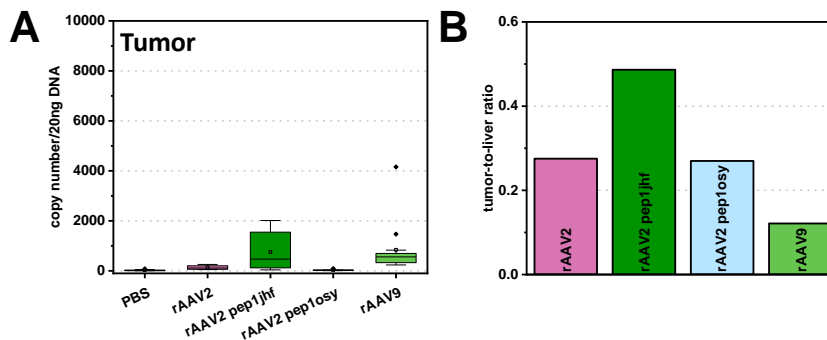 A
Tumor
copy number/20ng DNA
10000
8000
6000
4000
2000
0
PBS
rAAV2
rAAV2 pep1jhf
rAAV2 pep1osy
rAAV9
B
tumor-to-liver ratio
0.6
0.4
0.2
0.0
rAAV2
rAAV2 pep1jhf
rAAV2 pep1osy
rAAV9